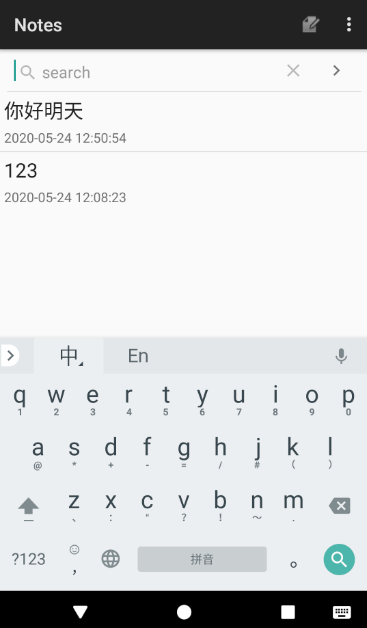 Notes
search
你好明天
2020-05-24 12:50:54
123
2020-05-24 12:08:23
中 En
q w e r t y u i o p
1 2 3 4 5 6 7 8 9 0
a s d f g h j k l
@ * + - = / # （ ）
z x c v b n m
、 : " ? ! ～ .
?123 ， 拼音 。